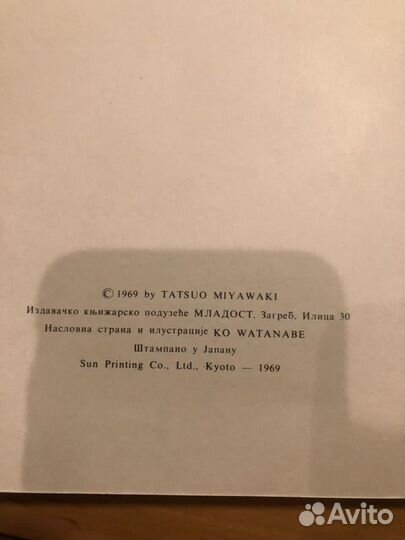 © 1969 by TATSUO MIYAWAKI
Издавачко књижарско подузеће МЛАДОСТ. Загреб. Илица 30
Насловна страна и илустрације KO WATANABE
Штампано у Јапану
Sun Printing Co., Ltd., Kyoto — 1969
Avito